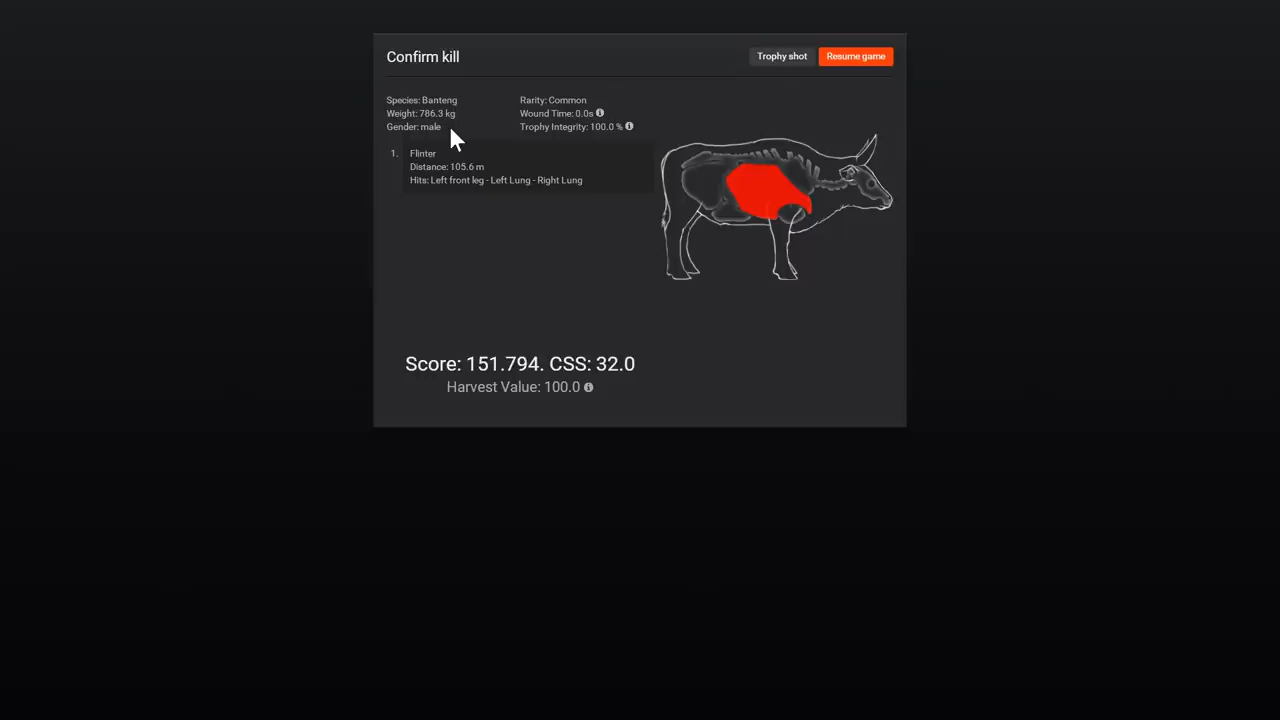 Confirm kill
Trophy shot
Resume game
Species: Banteng
Rarity: Common
Weight: 786.3 kg
Wound Time: 0.0s
Gender: male
Trophy Integrity: 100.0 %
1.
Flinter
Distance: 105.6 m
Hits: Left front leg - Left Lung - Right Lung
Score: 151.794. CSS: 32.0
Harvest Value: 100.0